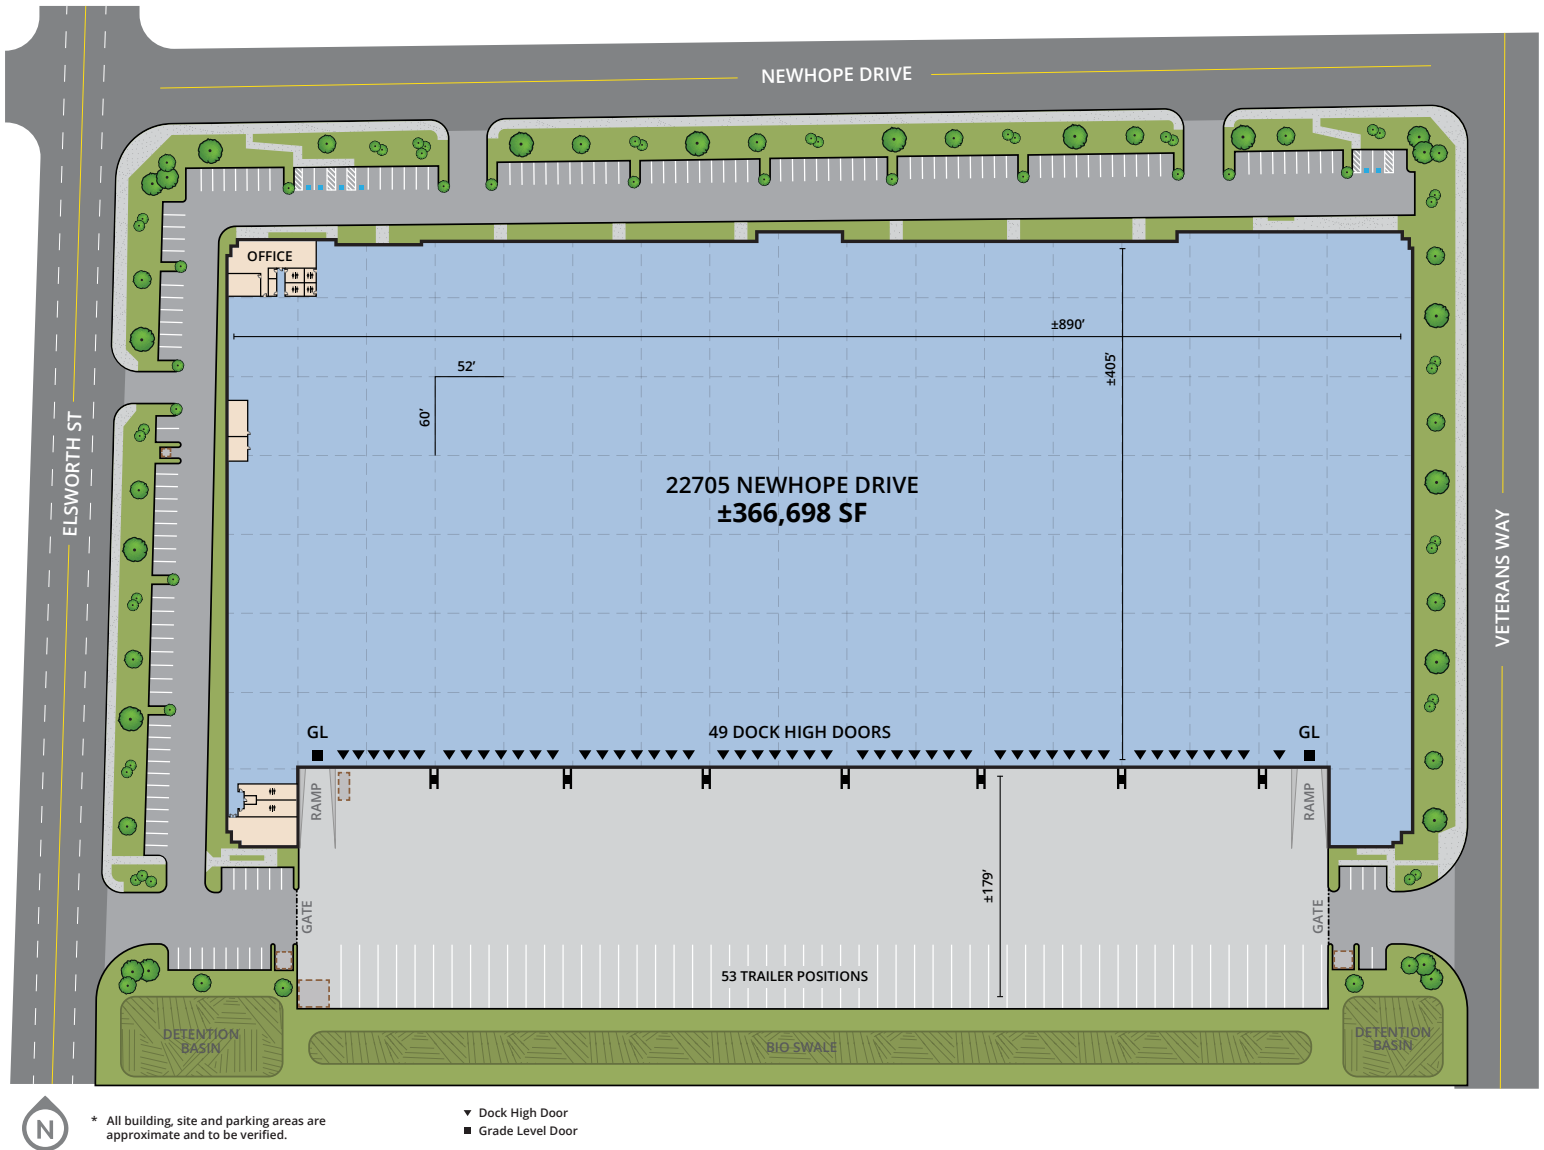 NEWHOPE DRIVE
ELSWORTH ST
VETERANS WAY
OFFICE
±890’
±405’
52’
60’
22705 NEWHOPE DRIVE
±366,698 SF
GL
49 DOCK HIGH DOORS
GL
RAMP
RAMP
±179’
GATE
GATE
53 TRAILER POSITIONS
DETENTION
BASIN
BIO SWALE
DETENTION
BASIN
N
* All building, site and parking areas are
approximate and to be verified.
Dock High Door
Grade Level Door